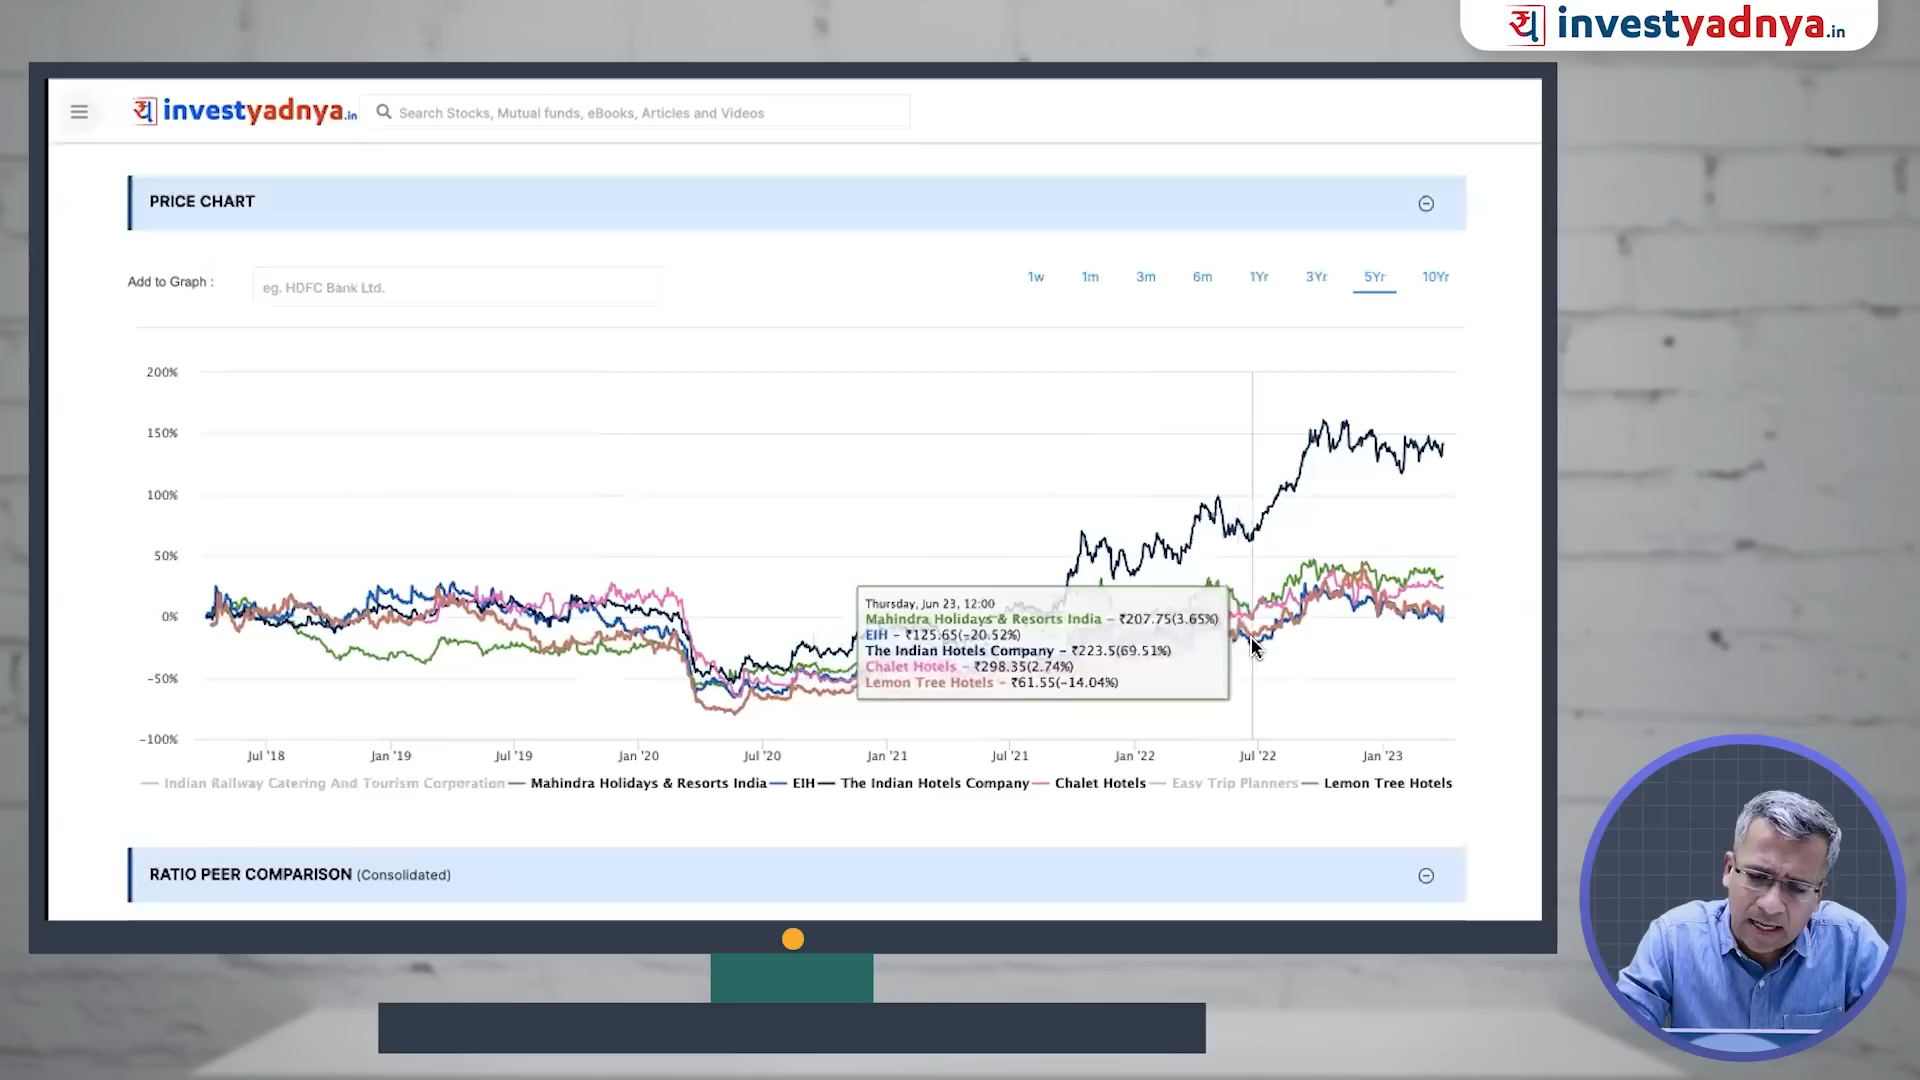 investyadnya.in
investyadnya.in
Search Stocks, Mutual funds, eBooks, Articles and Videos
PRICE CHART
Add to Graph :
eg. HDFC Bank Ltd.
1w 1m 3m 6m 1Yr 3Yr 5Yr 10Yr
200%
150%
100%
50%
0%
-50%
-100%
Thursday, Jun 23, 12:00
Mahindra Holidays & Resorts India - ₹207.75(3.65%)
EIH - ₹125.65(-20.52%)
The Indian Hotels Company - ₹223.5(69.51%)
Chalet Hotels - ₹298.35(2.74%)
Lemon Tree Hotels - ₹61.55(-14.04%)
Jul '18 Jan '19 Jul '19 Jan '20 Jul '20 Jan '21 Jul '21 Jan '22 Jul '22 Jan '23
Indian Railway Catering And Tourism Corporation Mahindra Holidays & Resorts India EIH The Indian Hotels Company Chalet Hotels Easy Trip Planners Lemon Tree Hotels
RATIO PEER COMPARISON (Consolidated)